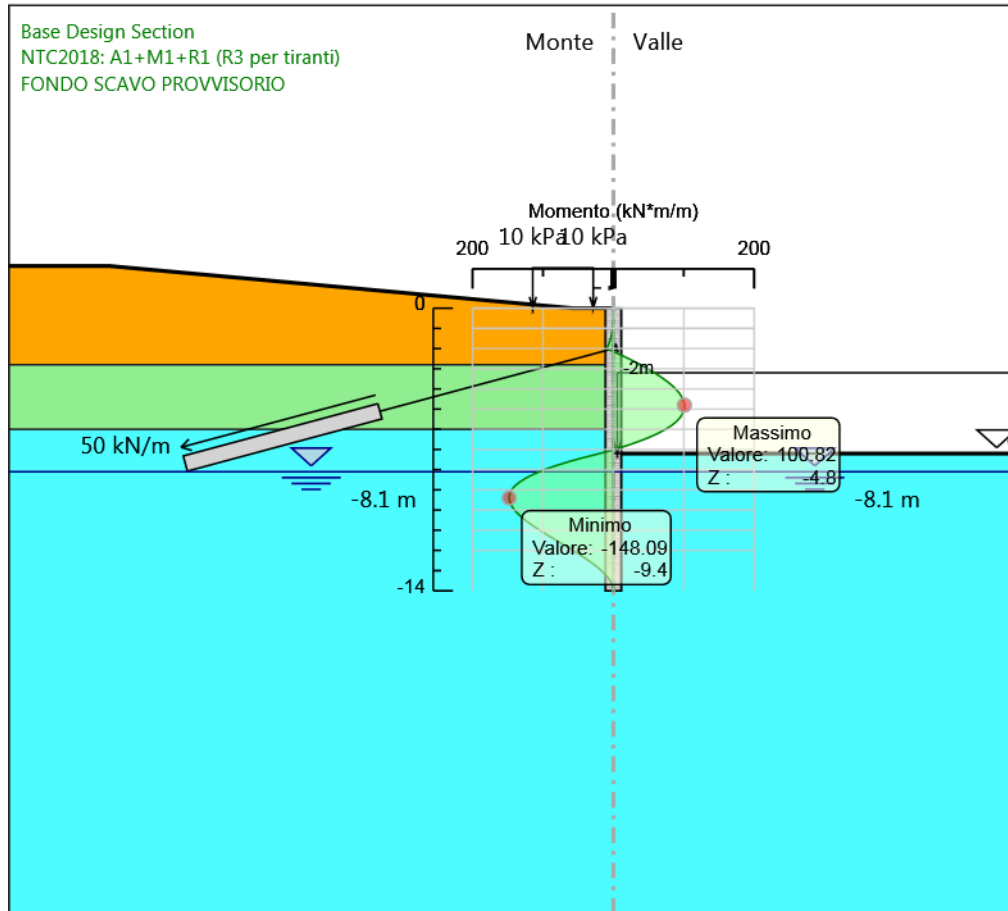 Base Design Section
NTC2018: A1+M1+R1 (R3 per tiranti)
FONDO SCAVO PROVVISORIO
Monte
Valle
Momento (kN*m/m)
10 kPa
10 kPa
200
200
0
-2m
Massimo
Valore: 100.82
Z : -4.8
50 kN/m
-8.1 m
-8.1 m
Minimo
Valore: -148.09
Z : -9.4
-14